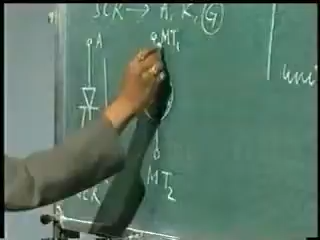 SCR → A, K, G
A MT₁
uni
SCR MT₂